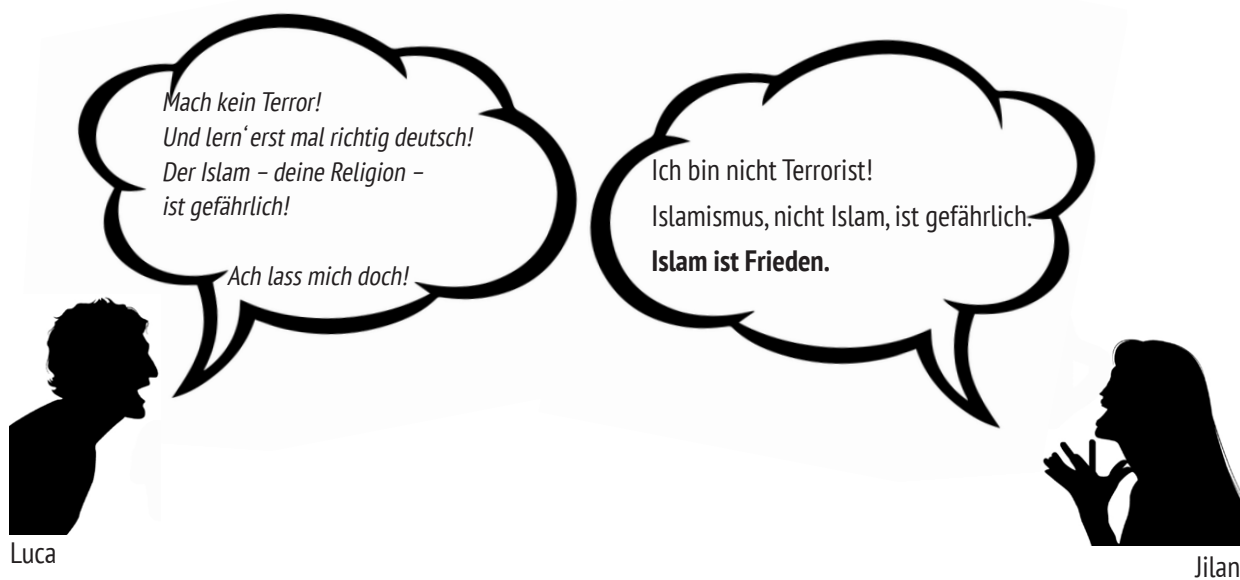 Mach kein Terror!
Und lern‘ erst mal richtig deutsch!
Der Islam – deine Religion –
ist gefährlich!
Ach lass mich doch!
Ich bin nicht Terrorist!
Islamismus, nicht Islam, ist gefährlich.
Islam ist Frieden.
Luca
Jilan